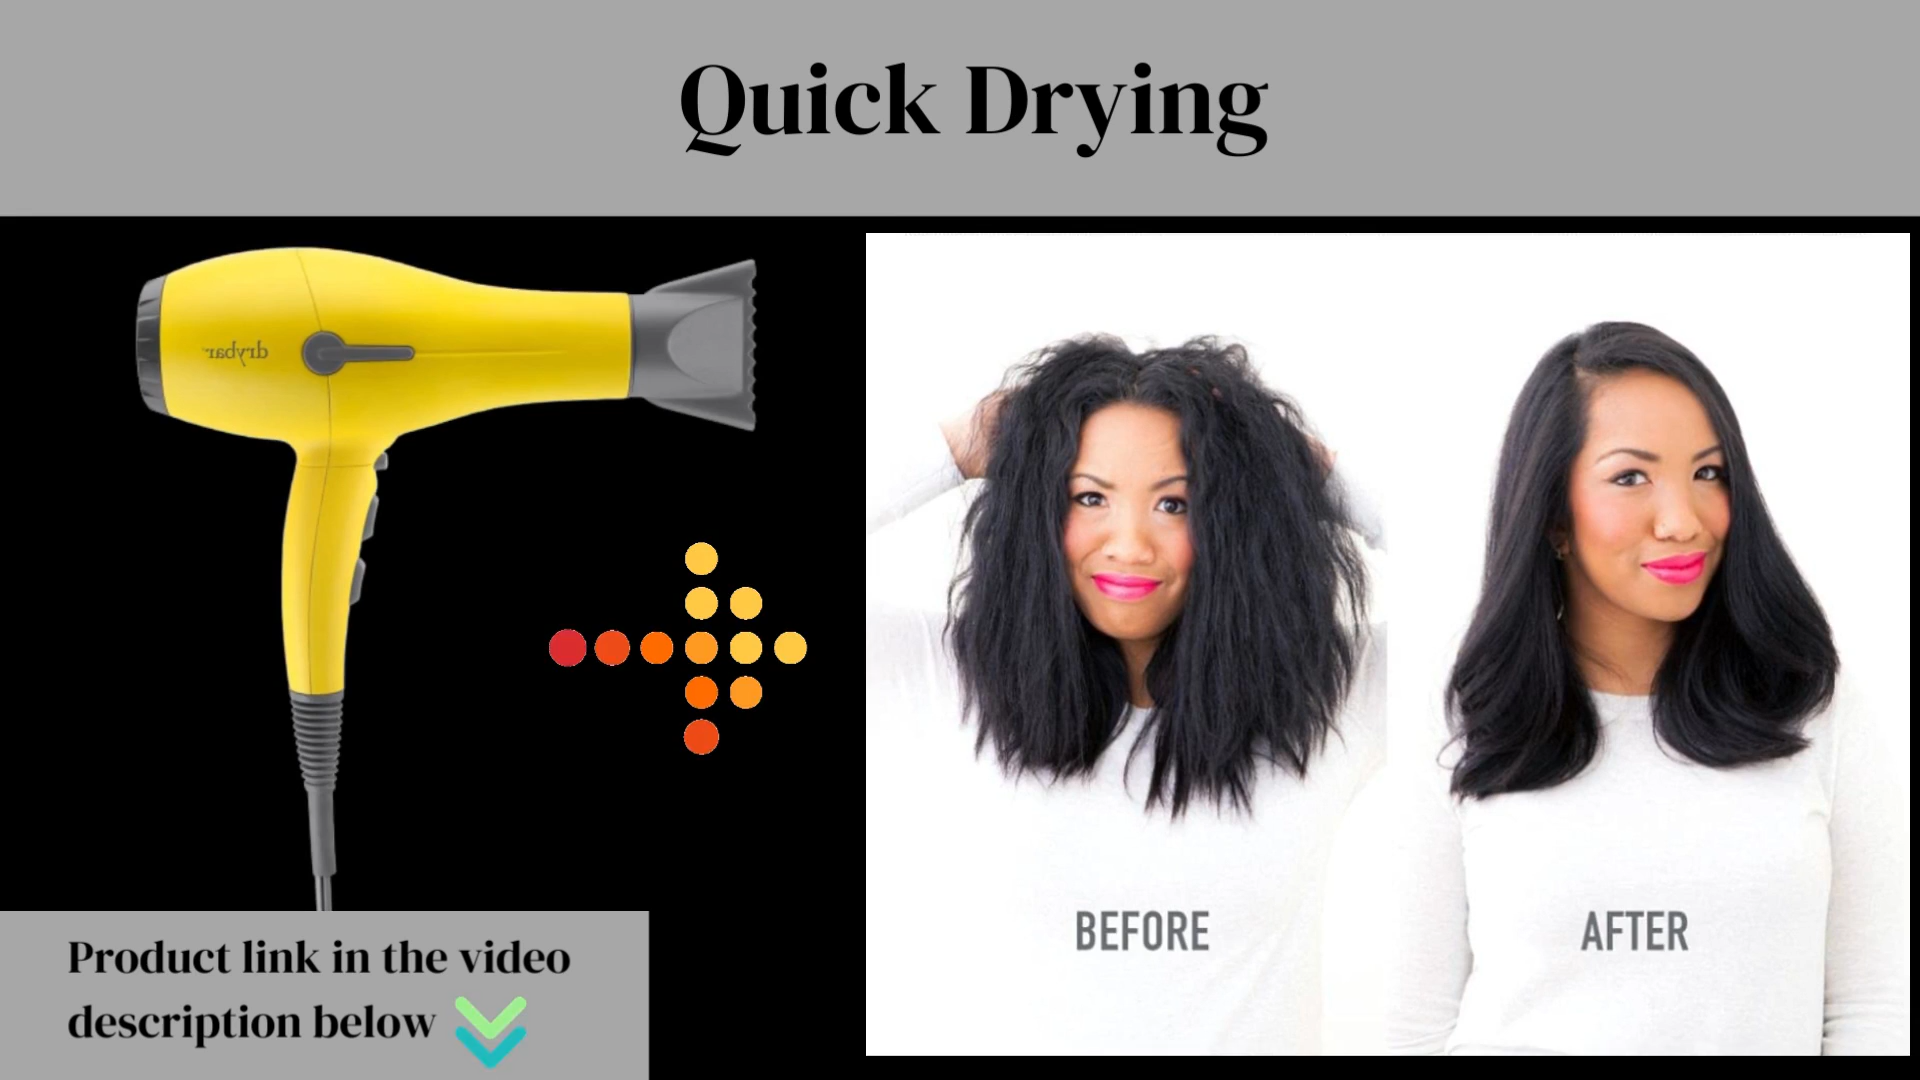 Quick Drying
drybar
BEFORE
AFTER
Product link in the video
description below